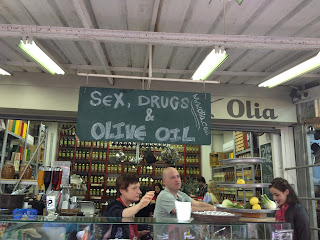 SEX, DRUGS
&
OLIVE OIL
Olia